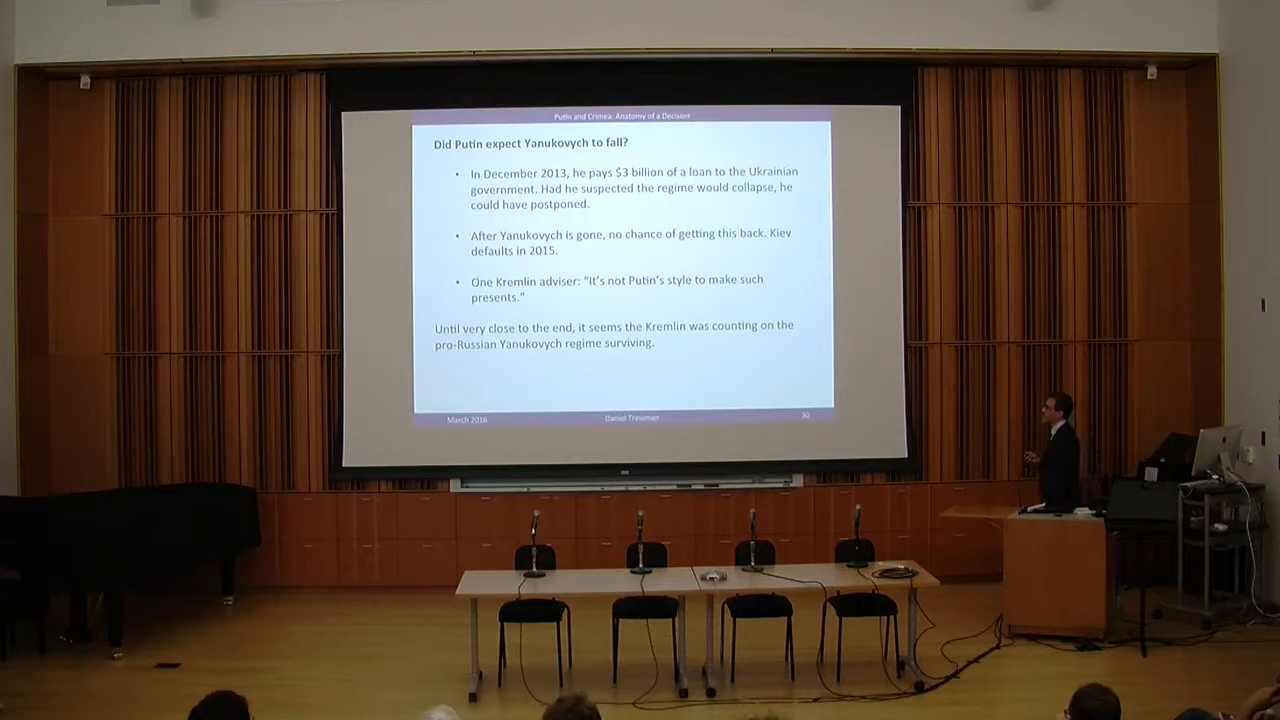 Putin and Crimea: Anatomy of a Decision
Did Putin expect Yanukovych to fall?
• In December 2013, he pays $3 billion of a loan to the Ukrainian
government. Had he suspected the regime would collapse, he
could have postponed.
• After Yanukovych is gone, no chance of getting this back. Kiev
defaults in 2015.
• One Kremlin adviser: “It’s not Putin’s style to make such
presents.”
Until very close to the end, it seems the Kremlin was counting on the
pro-Russian Yanukovych regime surviving.
March 2016 Daniel Treisman 30